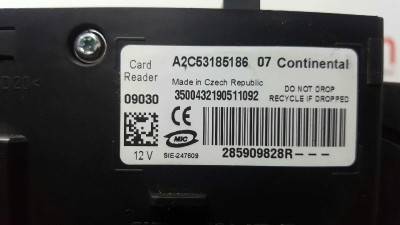 Card Reader
A2C53185186 07 Continental
Made in Czech Republic
09030
3500432190511092
DO NOT DROP
RECYCLE IF DROPPED
CE
MIC
12 V
SIE-247609
285909828R---
D20<